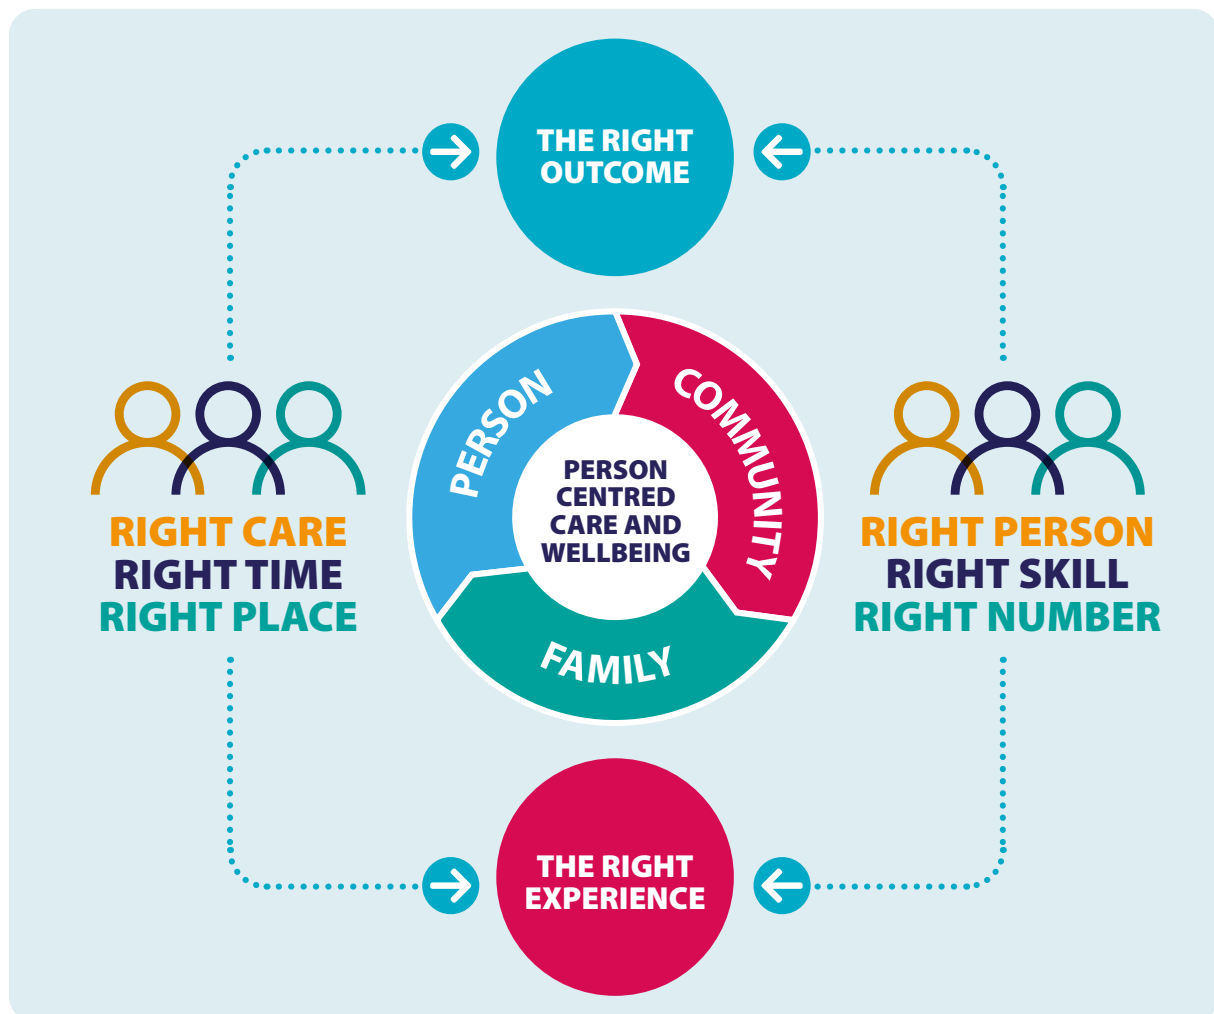 THE RIGHT
OUTCOME
PERSON
COMMUNITY
FAMILY
PERSON
CENTRED
CARE AND
WELLBEING
RIGHT CARE
RIGHT TIME
RIGHT PLACE
RIGHT PERSON
RIGHT SKILL
RIGHT NUMBER
THE RIGHT
EXPERIENCE